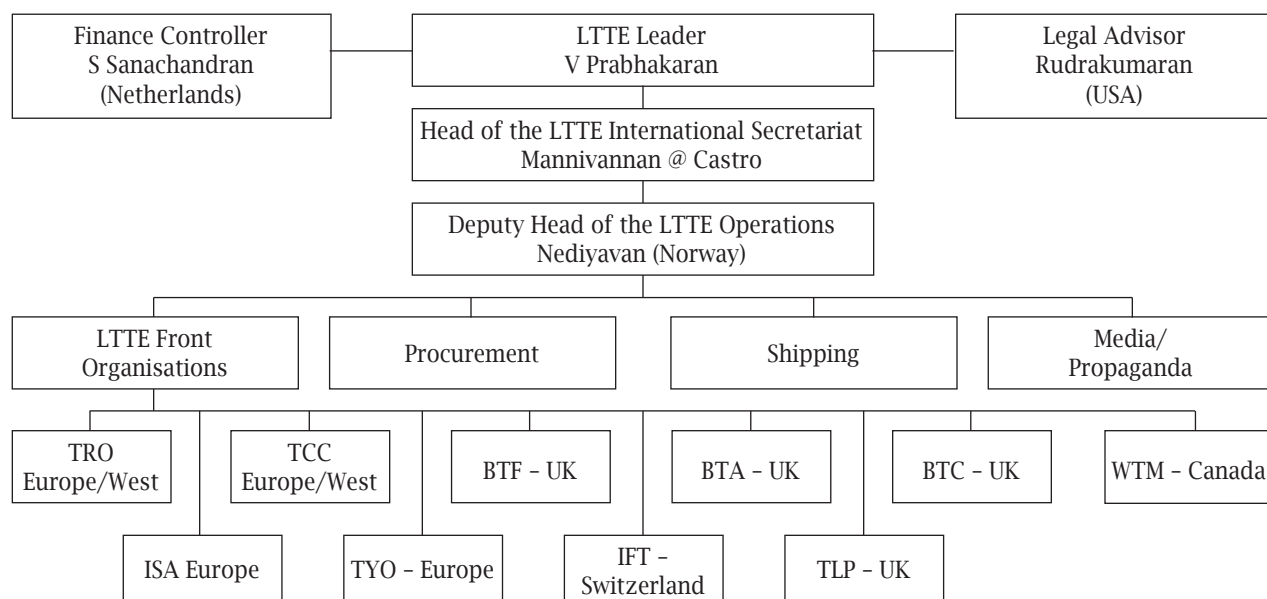 Finance Controller
S Sanachandran
(Netherlands)
LTTE Leader
V Prabhakaran
Legal Advisor
Rudrakumaran
(USA)
Head of the LTTE International Secretariat
Mannivannan @ Castro
Deputy Head of the LTTE Operations
Nediyavan (Norway)
LTTE Front
Organisations
Procurement
Shipping
Media/
Propaganda
TRO
Europe/West
TCC
Europe/West
BTF – UK
BTA – UK
BTC – UK
WTM – Canada
ISA Europe
TYO – Europe
IFT –
Switzerland
TLP – UK